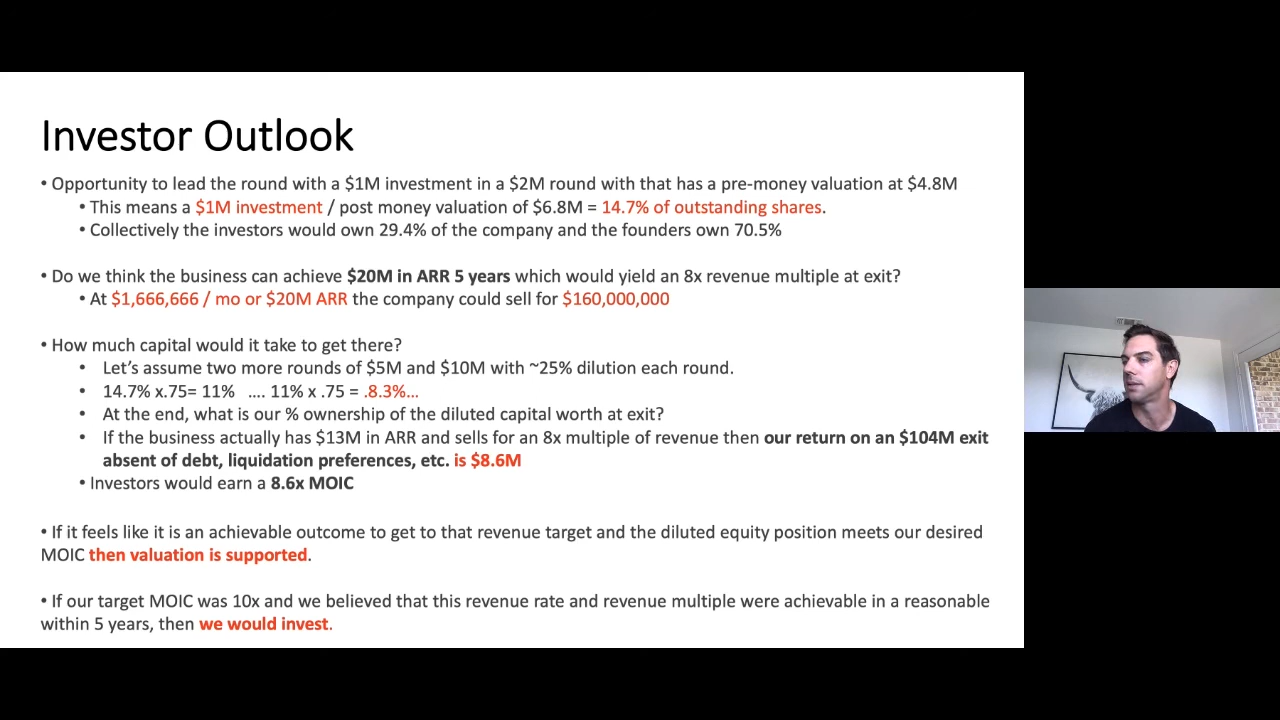 Investor Outlook
• Opportunity to lead the round with a $1M investment in a $2M round with that has a pre-money valuation at $4.8M
• This means a $1M investment / post money valuation of $6.8M = 14.7% of outstanding shares.
• Collectively the investors would own 29.4% of the company and the founders own 70.5%
• Do we think the business can achieve $20M in ARR 5 years which would yield an 8x revenue multiple at exit?
• At $1,666,666 / mo or $20M ARR the company could sell for $160,000,000
• How much capital would it take to get there?
• Let's assume two more rounds of $5M and $10M with ~25% dilution each round.
• 14.7% x.75= 11% .... 11% x .75 = .8.3%...
• At the end, what is our % ownership of the diluted capital worth at exit?
• If the business actually has $13M in ARR and sells for an 8x multiple of revenue then our return on an $104M exit
absent of debt, liquidation preferences, etc. is $8.6M
• Investors would earn a 8.6x MOIC
• If it feels like it is an achievable outcome to get to that revenue target and the diluted equity position meets our desired
MOIC then valuation is supported.
• If our target MOIC was 10x and we believed that this revenue rate and revenue multiple were achievable in a reasonable
within 5 years, then we would invest.